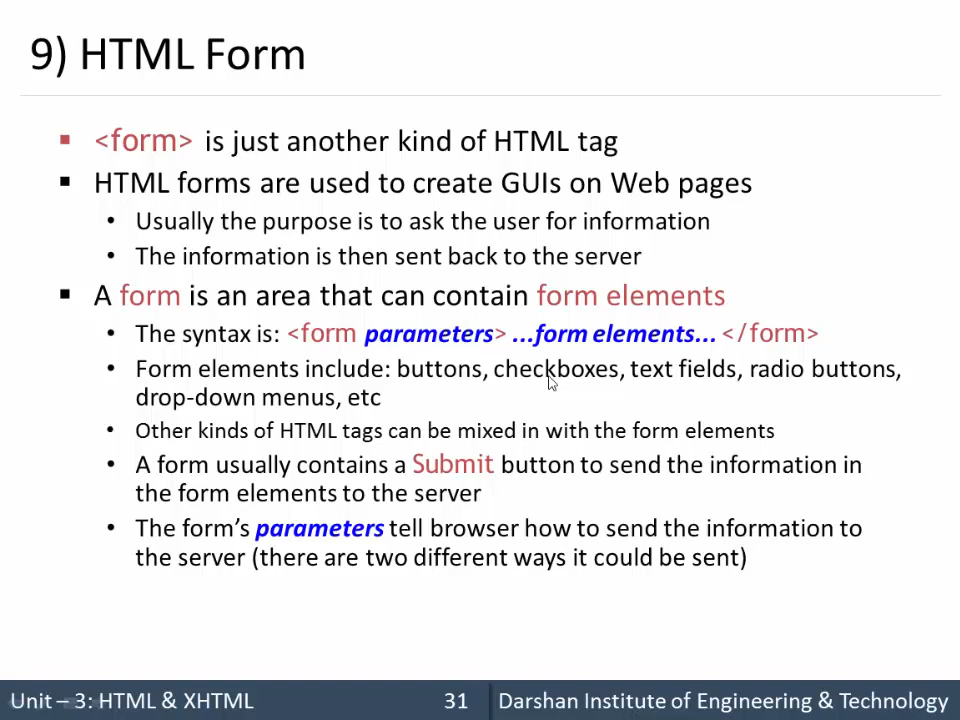 9) HTML Form
<form> is just another kind of HTML tag
HTML forms are used to create GUIs on Web pages
Usually the purpose is to ask the user for information
The information is then sent back to the server
A form is an area that can contain form elements
The syntax is: <form parameters> ...form elements... </form>
Form elements include: buttons, checkboxes, text fields, radio buttons,
drop-down menus, etc
Other kinds of HTML tags can be mixed in with the form elements
A form usually contains a Submit button to send the information in
the form elements to the server
The form’s parameters tell browser how to send the information to
the server (there are two different ways it could be sent)
Unit – 3: HTML & XHTML 31 Darshan Institute of Engineering & Technology